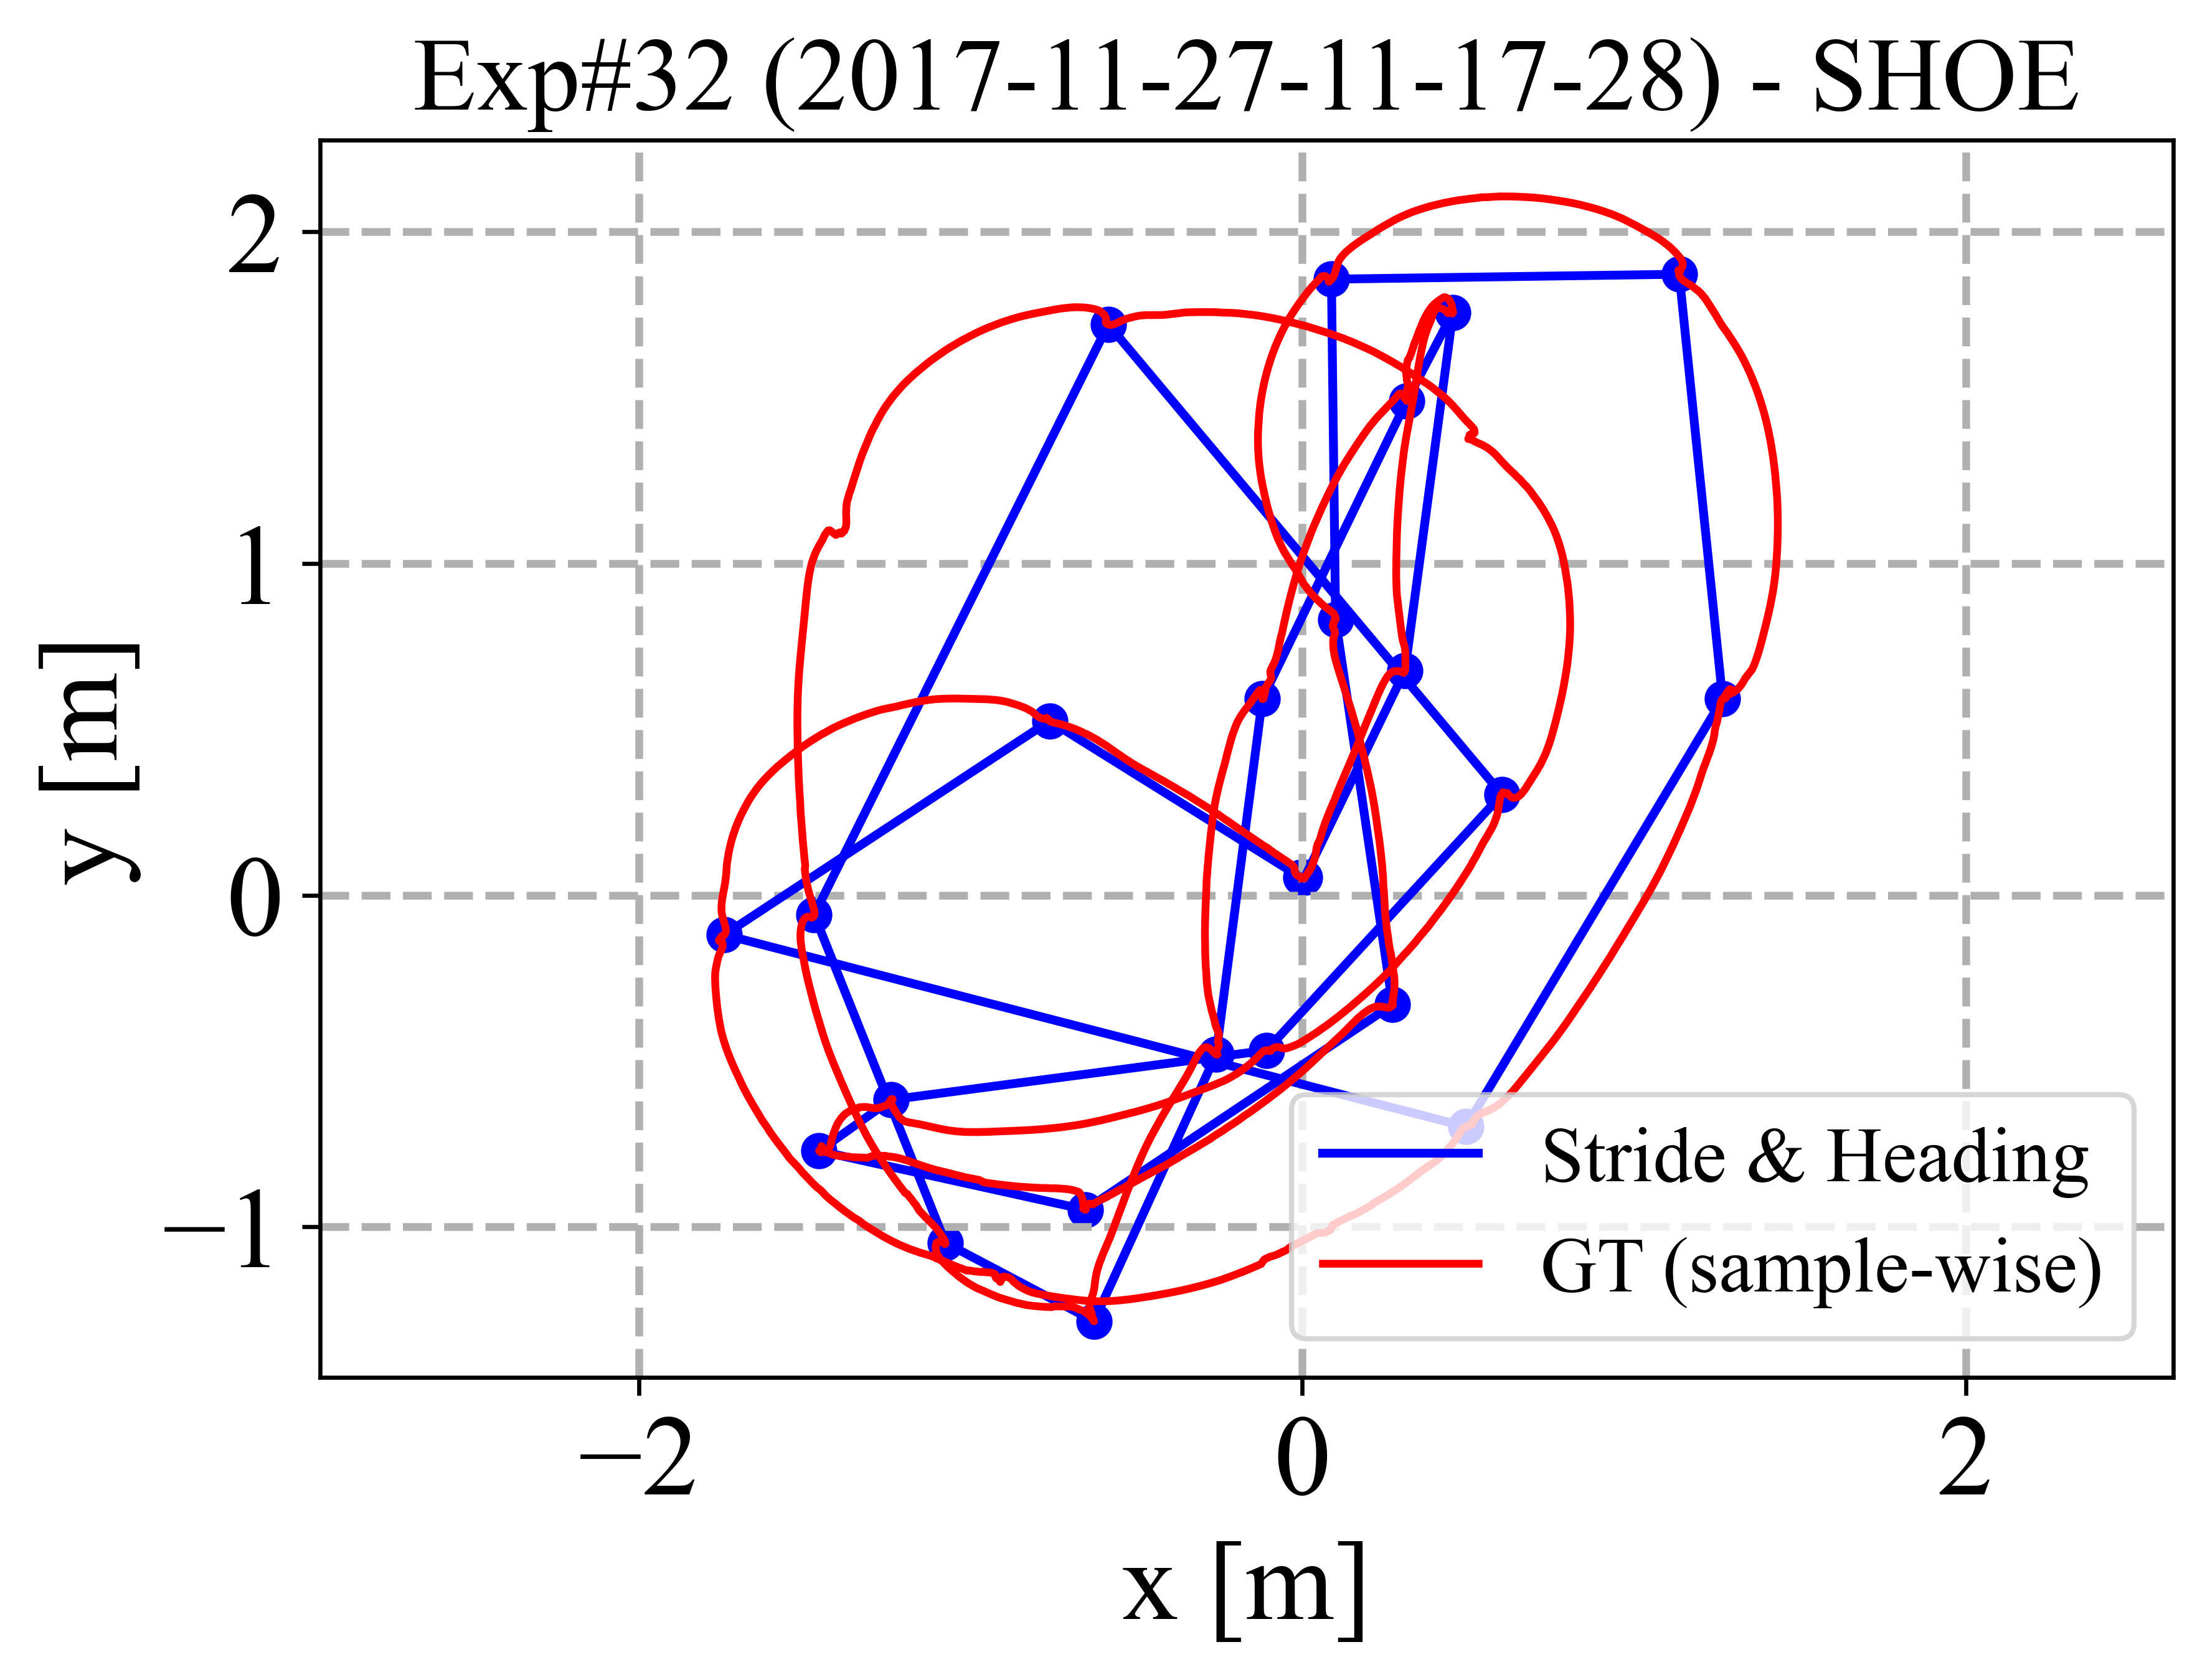 Exp#32 (2017-11-27-11-17-28) - SHOE
y [m]
2
1
0
−1
−2
0
2
x [m]
Stride & Heading
GT (sample-wise)